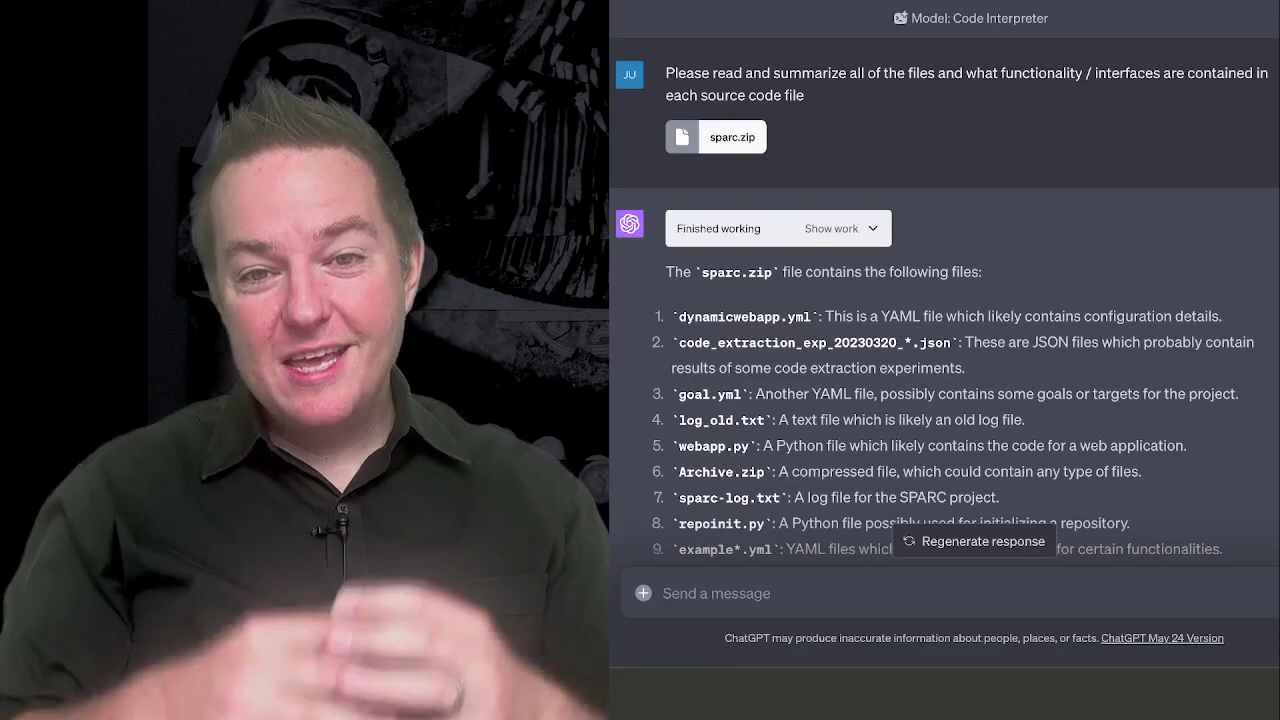 Model: Code Interpreter
JU
Please read and summarize all of the files and what functionality / interfaces are contained in
each source code file
sparc.zip
Finished working Show work
The `sparc.zip` file contains the following files:
1. `dynamicwebapp.yml`: This is a YAML file which likely contains configuration details.
2. `code_extraction_exp_20230320_*.json`: These are JSON files which probably contain
results of some code extraction experiments.
3. `goal.yml`: Another YAML file, possibly contains some goals or targets for the project.
4. `log_old.txt`: A text file which is likely an old log file.
5. `webapp.py`: A Python file which likely contains the code for a web application.
6. `Archive.zip`: A compressed file, which could contain any type of files.
7. `sparc-log.txt`: A log file for the SPARC project.
8. `repoinit.py`: A Python file possibly used for initializing a repository.
9. `example*.yml`: YAML files which for certain functionalities.
Regenerate response
Send a message
ChatGPT may produce inaccurate information about people, places, or facts. ChatGPT May 24 Version